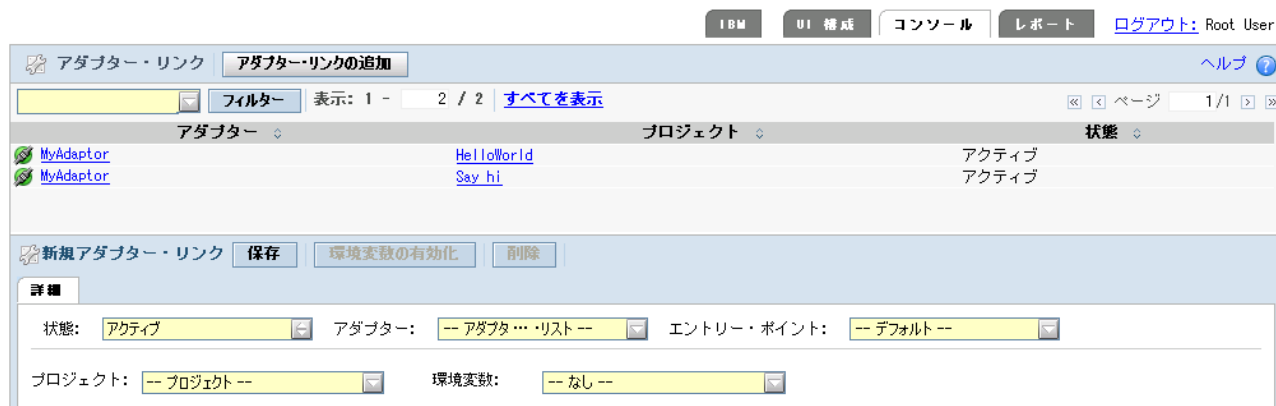 IBM UI 構成 コンソール レポート ログアウト: Root User
アダプター・リンク アダプター・リンクの追加 ヘルプ ?
フィルター 表示: 1 - 2 / 2 すべてを表示 ページ 1/1
アダプター プロジェクト 状態
MyAdaptor HelloWorld アクティブ
MyAdaptor Say hi アクティブ
新規アダプター・リンク 保存 環境変数の有効化 削除
詳細
状態: アクティブ アダプター: -- アダプタ… ・リスト -- エントリー・ポイント: -- デフォルト --
プロジェクト: -- プロジェクト -- 環境変数: -- なし --